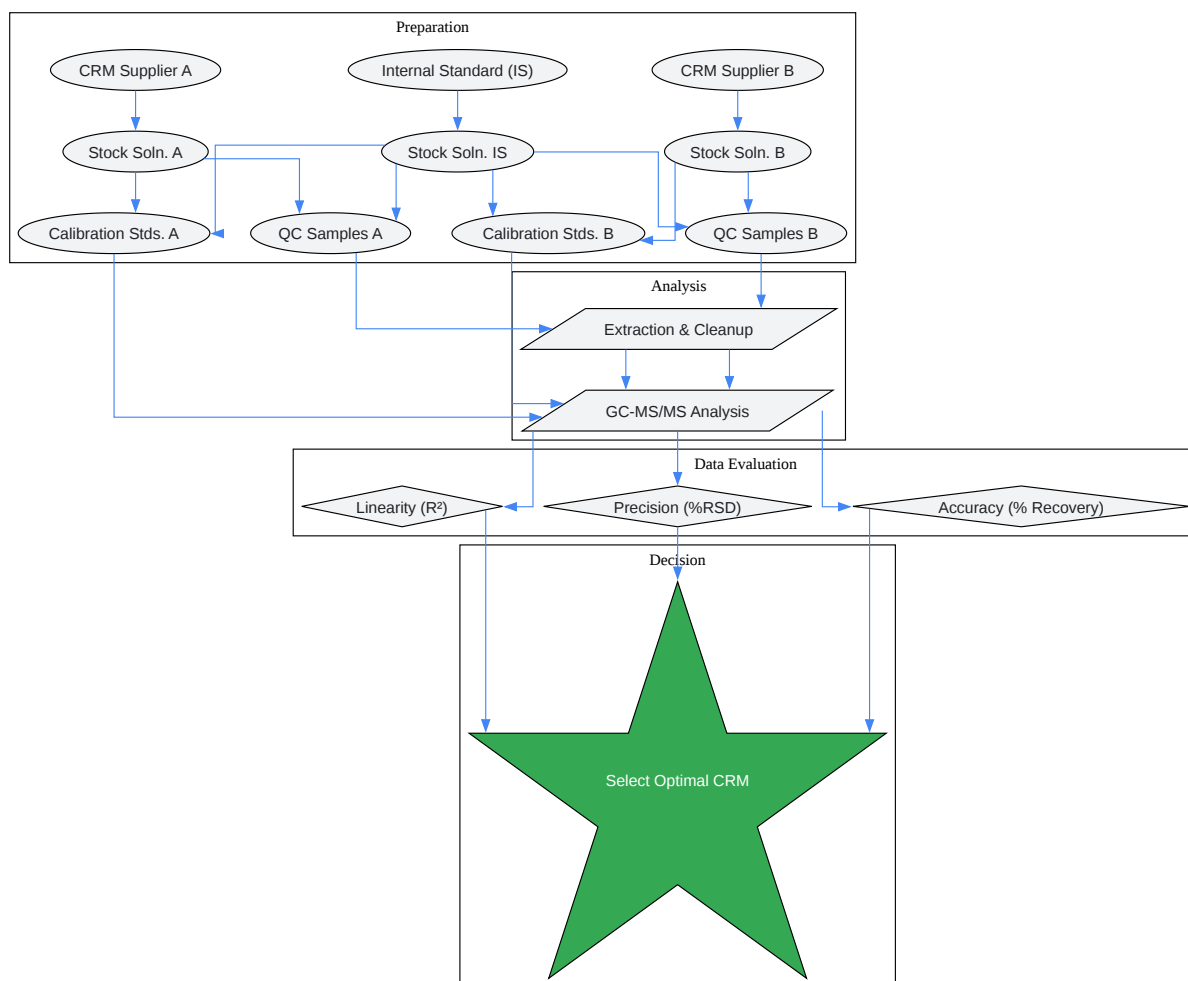 Preparation
CRM Supplier A
Internal Standard (IS)
CRM Supplier B
Stock Soln. A
Stock Soln. IS
Stock Soln. B
Calibration Stds. A
QC Samples A
Calibration Stds. B
QC Samples B
Analysis
Extraction & Cleanup
GC-MS/MS Analysis
Data Evaluation
Linearity (R²)
Precision (%RSD)
Accuracy (% Recovery)
Decision
Select Optimal CRM